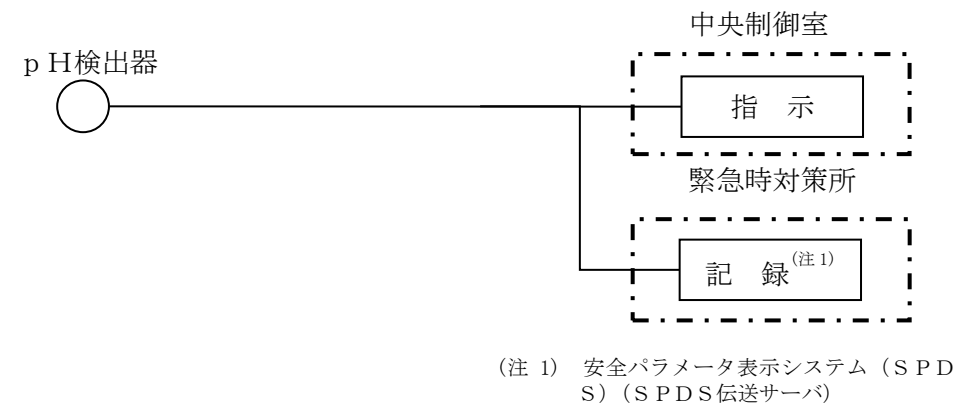 中央制御室
ｐＨ検出器
指　示
緊急時対策所
記　録(注 1)
(注 1)　安全パラメータ表示システム（ＳＰＤ
Ｓ）（ＳＰＤＳ伝送サーバ）